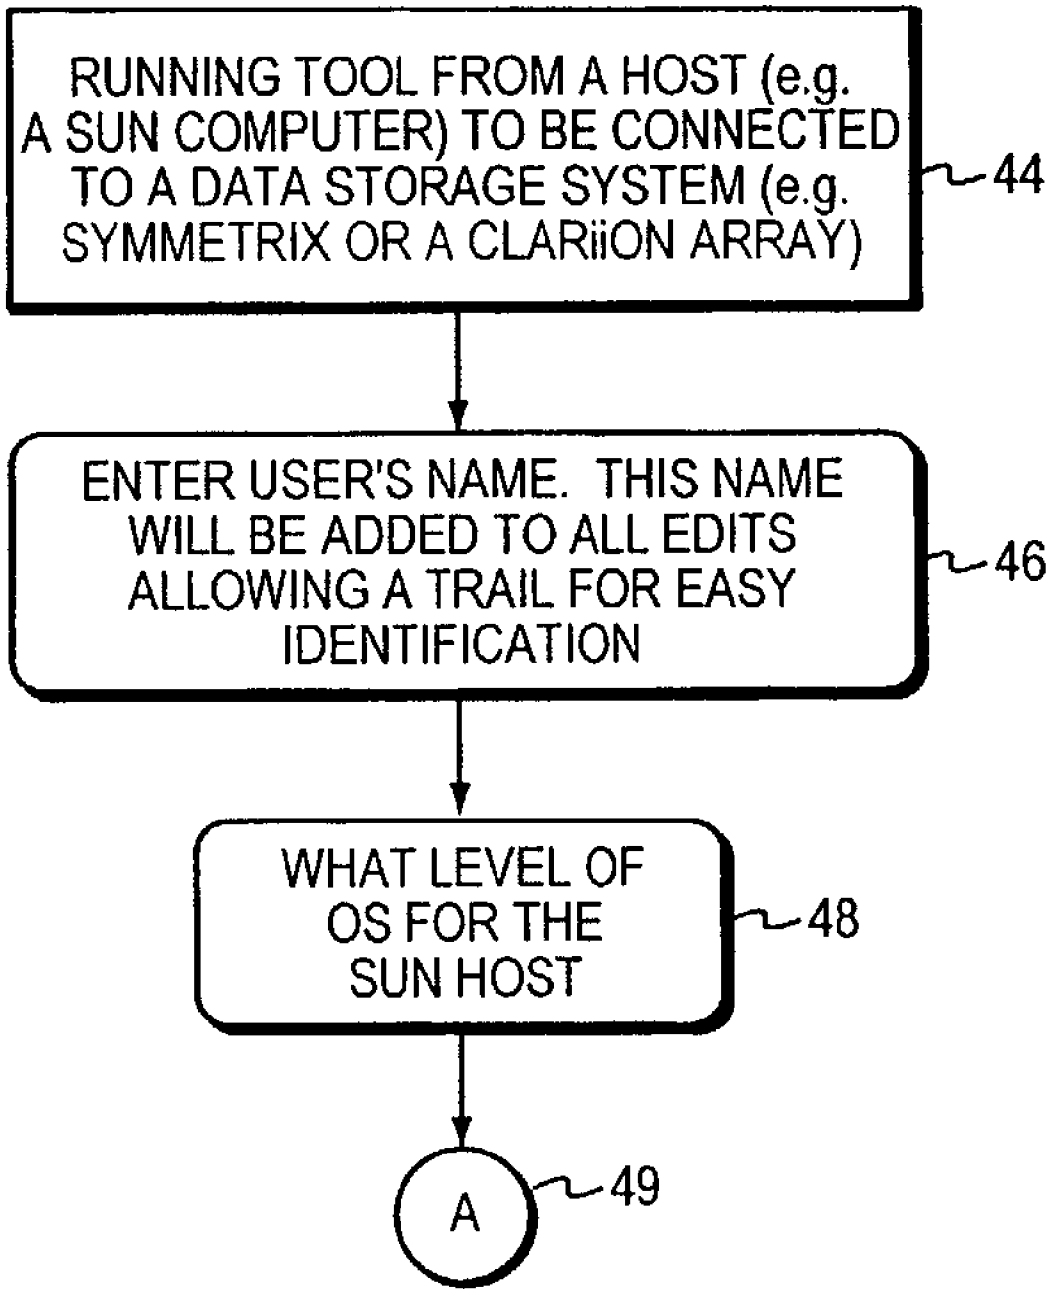 RUNNING TOOL FROM A HOST (e.g.
A SUN COMPUTER) TO BE CONNECTED
TO A DATA STORAGE SYSTEM (e.g.
SYMMETRIX OR A CLARiiON ARRAY)
44
ENTER USER'S NAME. THIS NAME
WILL BE ADDED TO ALL EDITS
ALLOWING A TRAIL FOR EASY
IDENTIFICATION
46
WHAT LEVEL OF
OS FOR THE
SUN HOST
48
A
49